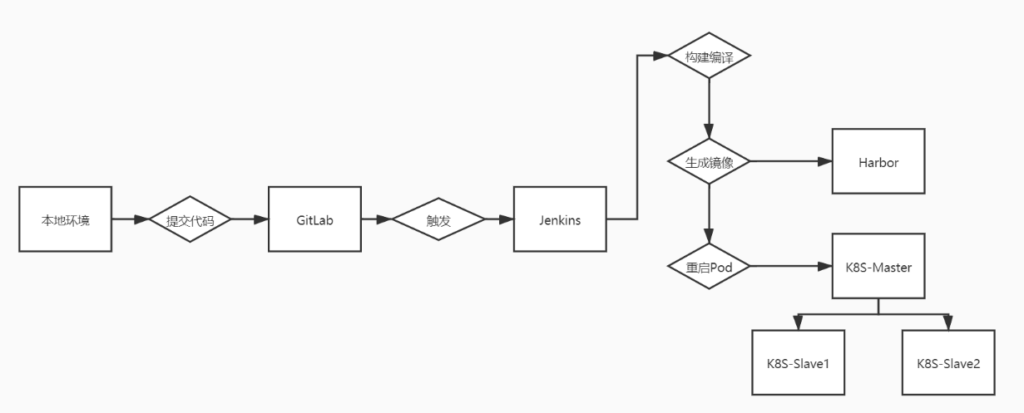 本地环境
提交代码
GitLab
触发
Jenkins
构建编译
生成镜像
Harbor
重启Pod
K8S-Master
K8S-Slave1
K8S-Slave2